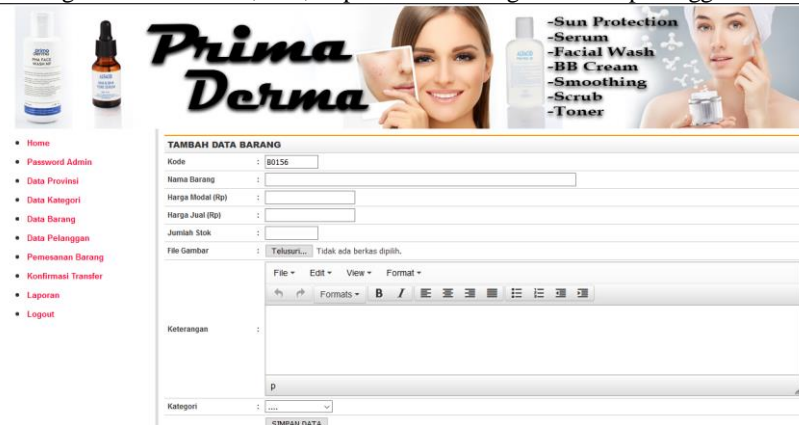 Prima
Derma
-Sun Protection
-Serum
-Facial Wash
-BB Cream
-Smoothing
-Scrub
-Toner
Home
Password Admin
Data Provinsi
Data Kategori
Data Barang
Data Pelanggan
Pemesanan Barang
Konfirmasi Transfer
Laporan
Logout
TAMBAH DATA BARANG
Kode : B0156
Nama Barang :
Harga Modal (Rp) :
Harga Jual (Rp) :
Jumlah Stok :
File Gambar : Telusuri... Tidak ada berkas dipilih.
File Edit View Format
Formats B I
Keterangan :
p
Kategori : ....
SIMPAN DATA